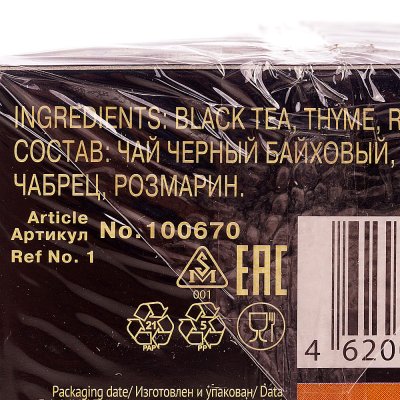 INGREDIENTS: BLACK TEA, THYME, R
СОСТАВ: ЧАЙ ЧЕРНЫЙ БАЙХОВЫЙ,
ЧАБРЕЦ, РОЗМАРИН.
Article
Артикул No. 100670
Ref No. 1
001
EAC
21
PAP
5
PP
4 620
Packaging date/ Изготовлен и упакован/ Data